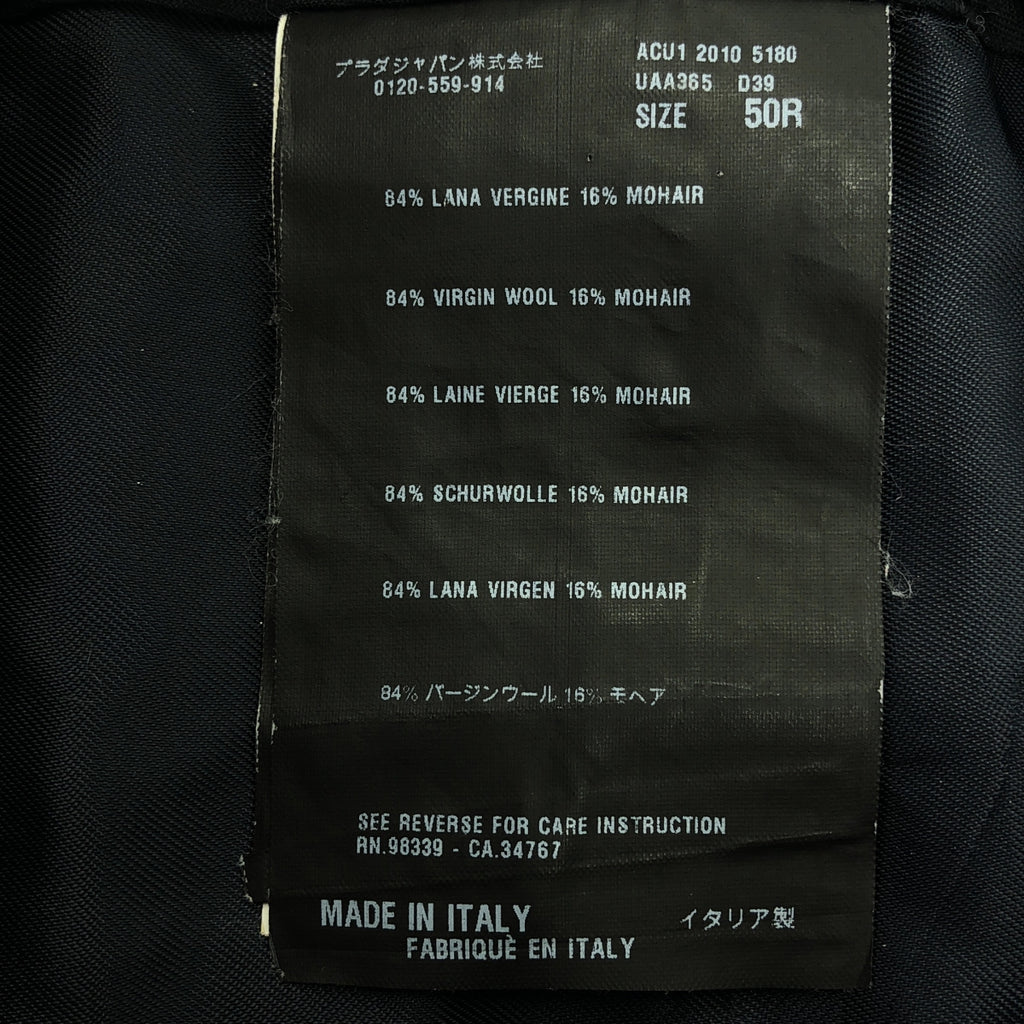 プラダジャパン株式会社
0120-559-914
ACU1 2010 5180
UAA365 D39
SIZE 50R
84% LANA VERGINE 16% MOHAIR
84% VIRGIN WOOL 16% MOHAIR
84% LAINE VIERGE 16% MOHAIR
84% SCHURWOLLE 16% MOHAIR
84% LANA VIRGEN 16% MOHAIR
84% バージンウール 16% モヘア
SEE REVERSE FOR CARE INSTRUCTION
RN.98339 - CA.34767
MADE IN ITALY
FABRIQUÈ EN ITALY
イタリア製